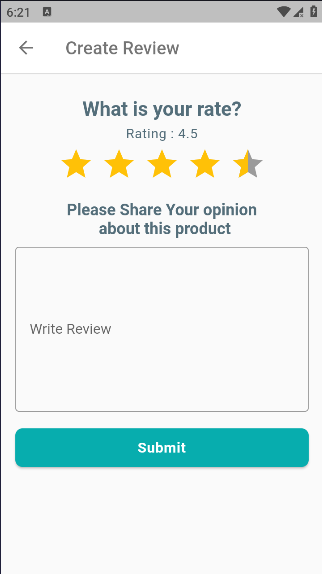 6:21
A
Create Review
What is your rate?
Rating : 4.5
Please Share Your opinion
about this product
Write Review
Submit